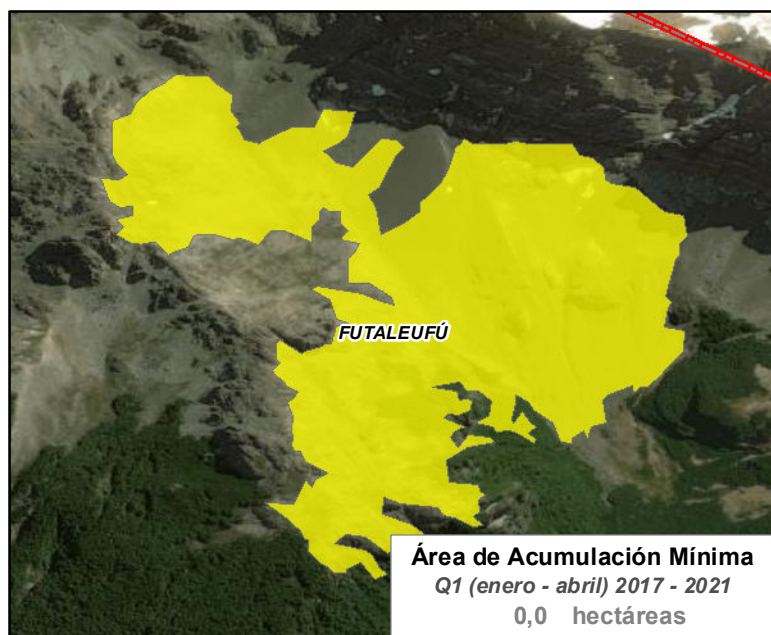 FUTALEUFÚ
Área de Acumulación Mínima
Q1 (enero - abril) 2017 - 2021
0,0 hectáreas